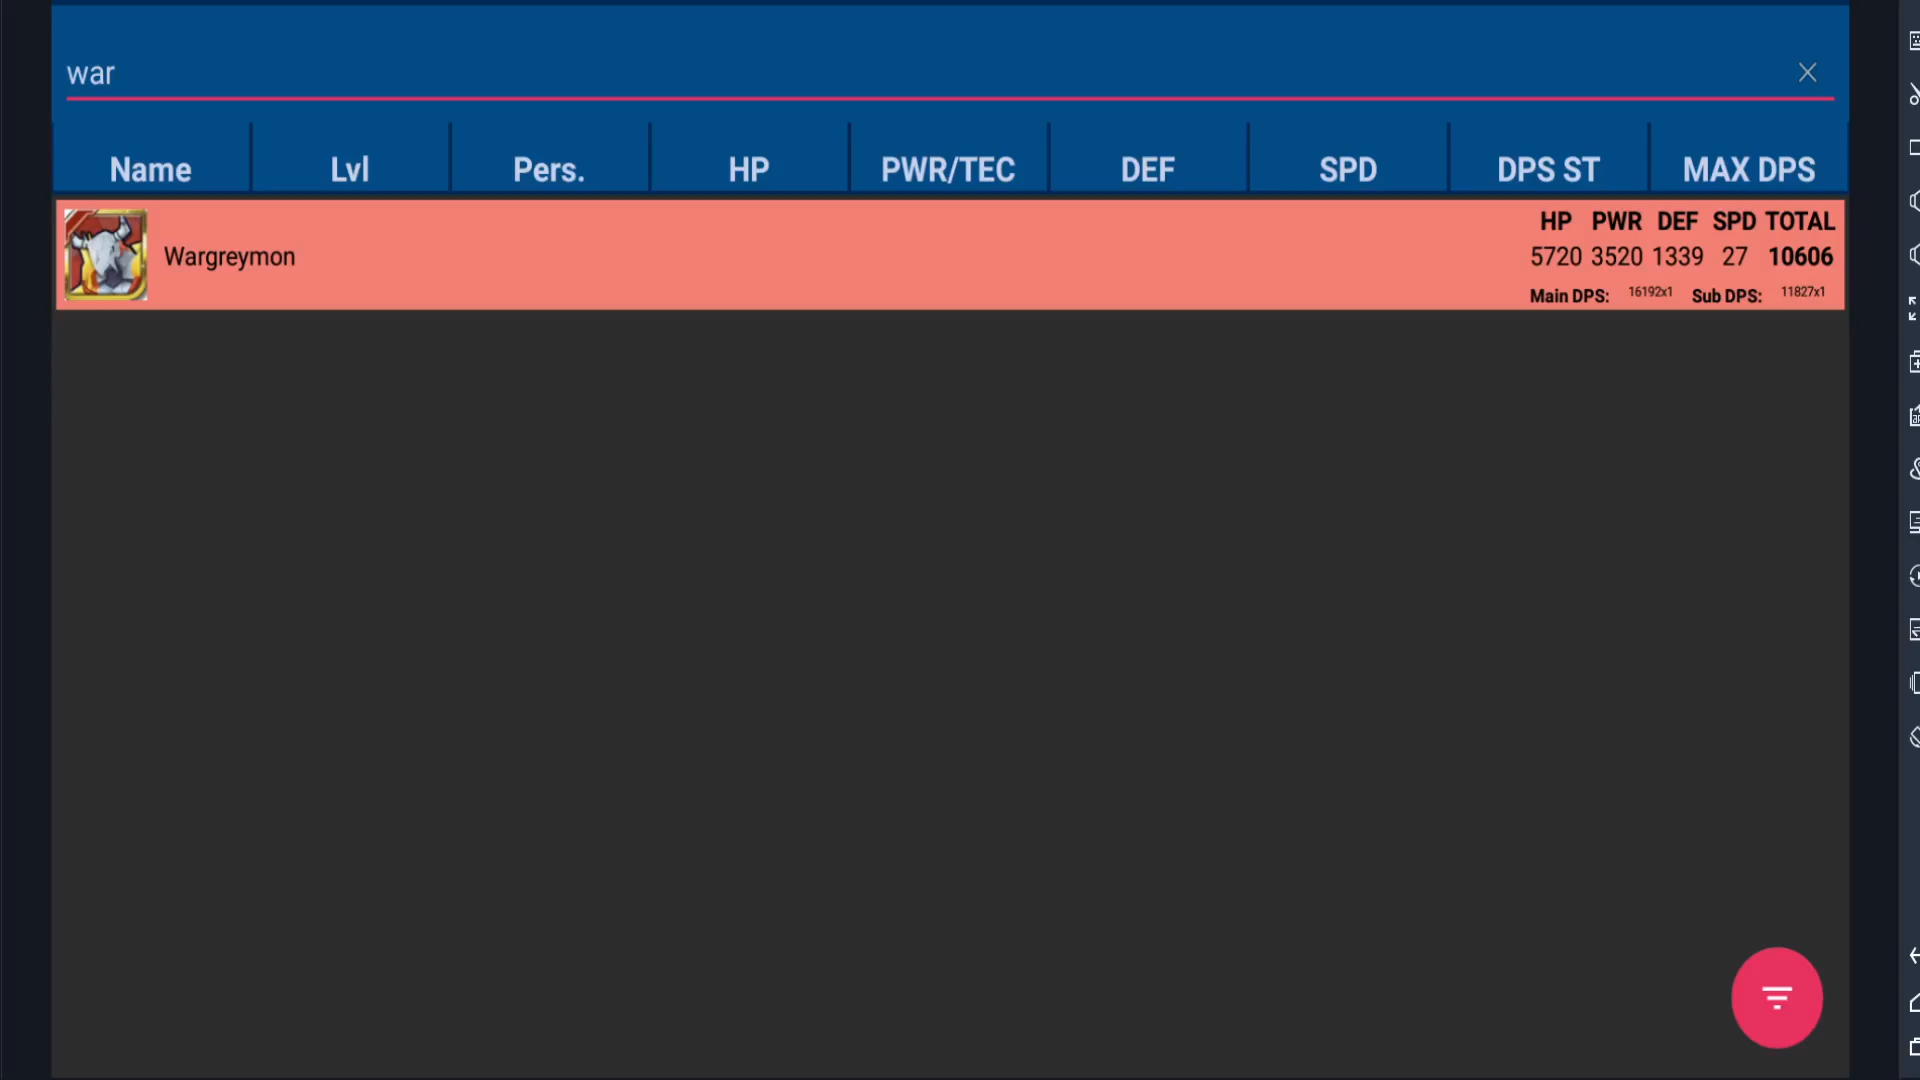 war
Name Lvl Pers. HP PWR/TEC DEF SPD DPS ST MAX DPS
HP PWR DEF SPD TOTAL
Wargreymon 5720 3520 1339 27 10606
Main DPS: 16192x1 Sub DPS: 11827x1